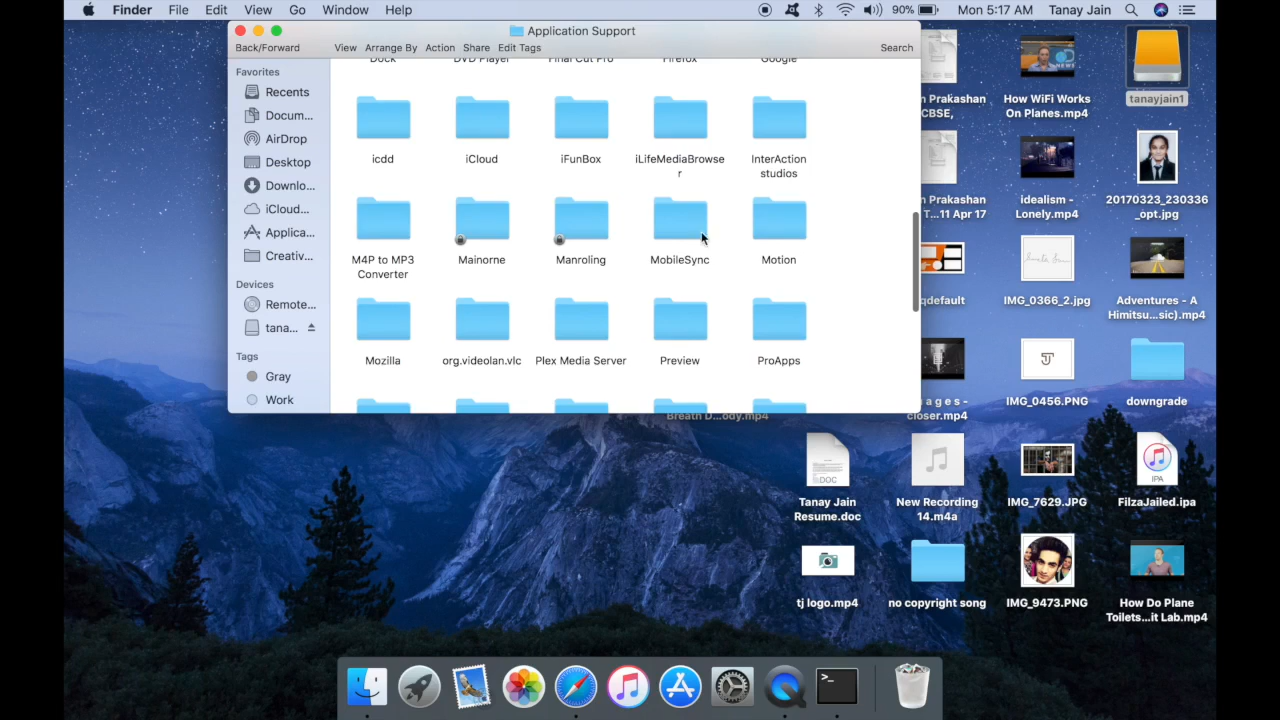 Finder File Edit View Go Window Help
90% Mon 5:17 AM Tanay Jain
Application Support
Back/Forward View Arrange By Action Share Edit Tags Search
Favorites
Recents
Docum...
AirDrop
Desktop
Downlo...
iCloud...
Applica...
Creativ...
Devices
Remote...
tana...
Tags
Gray
Work
Dock DVD Player Final Cut Pro Firefox Google
icdd iCloud iFunBox iLifeMediaBrowse
r InterAction
studios
M4P to MP3
Converter Mainorne Manroling MobileSync Motion
Mozilla org.videolan.vlc Plex Media Server Preview ProApps
n Prakashan
CBSE,
How WiFi Works
On Planes.mp4
tanayjain1
n Prakashan
T...11 Apr 17
idealism -
Lonely.mp4
20170323_230336
_opt.jpg
qdefault
IMG_0366_2.jpg
Adventures - A
Himitsu...sic).mp4
Breath D...ody.mp4
a g e s -
closer.mp4
IMG_0456.PNG
downgrade
DOC
Tanay Jain
Resume.doc
New Recording
14.m4a
IMG_7629.JPG
IPA
FilzaJailed.ipa
tj logo.mp4
no copyright song
IMG_9473.PNG
How Do Plane
Toilets...it Lab.mp4